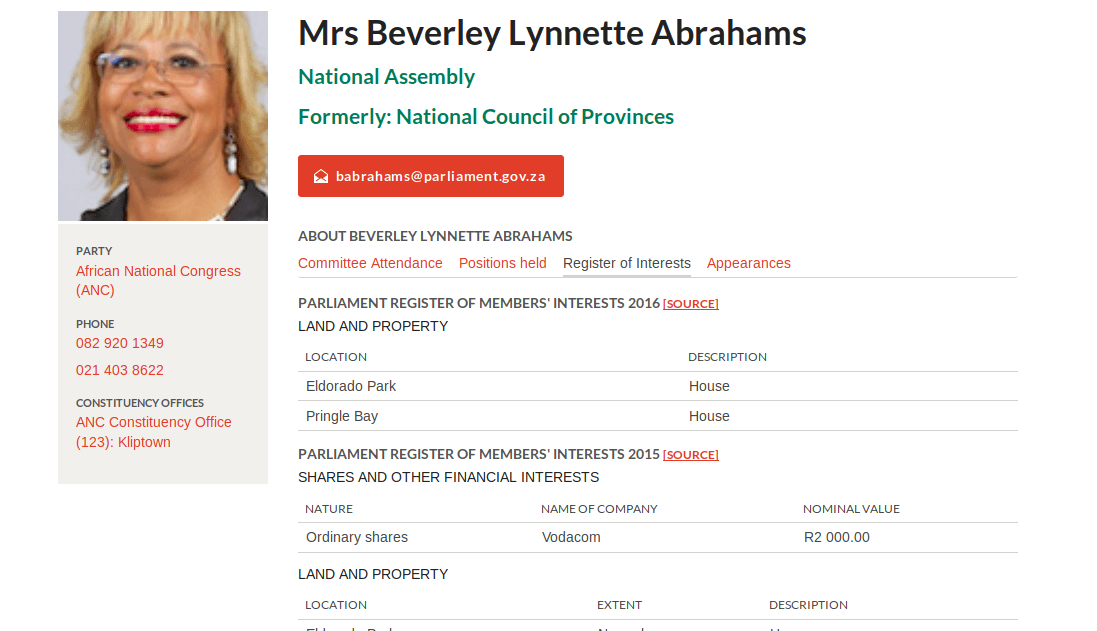 Mrs Beverley Lynnette Abrahams
National Assembly
Formerly: National Council of Provinces
babrahams@parliament.gov.za
PARTY
African National Congress
(ANC)
PHONE
082 920 1349
021 403 8622
CONSTITUENCY OFFICES
ANC Constituency Office
(123): Kliptown
ABOUT BEVERLEY LYNNETTE ABRAHAMS
Committee Attendance Positions held Register of Interests Appearances
PARLIAMENT REGISTER OF MEMBERS' INTERESTS 2016 [SOURCE]
LAND AND PROPERTY
LOCATION DESCRIPTION
Eldorado Park House
Pringle Bay House
PARLIAMENT REGISTER OF MEMBERS' INTERESTS 2015 [SOURCE]
SHARES AND OTHER FINANCIAL INTERESTS
NATURE NAME OF COMPANY NOMINAL VALUE
Ordinary shares Vodacom R2 000.00
LAND AND PROPERTY
LOCATION EXTENT DESCRIPTION